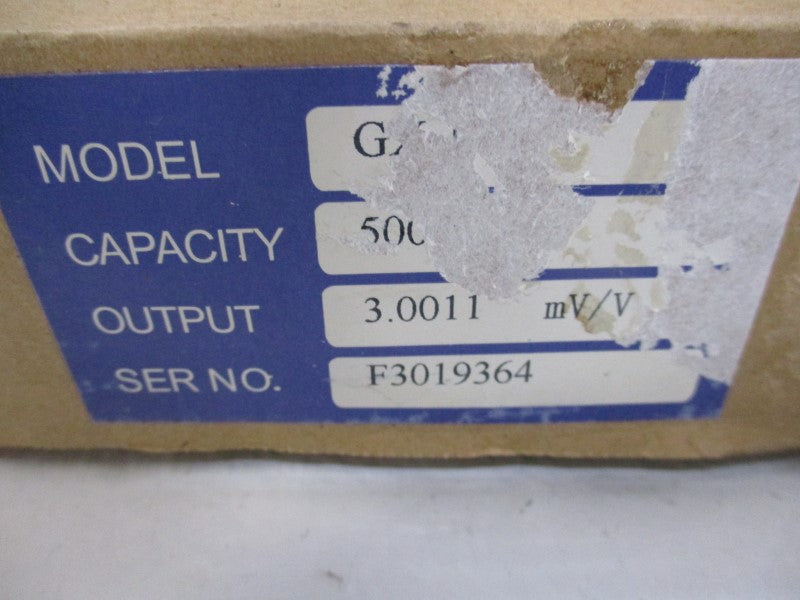 MODEL
CAPACITY
OUTPUT 3.0011 mV/V
SER NO. F3019364